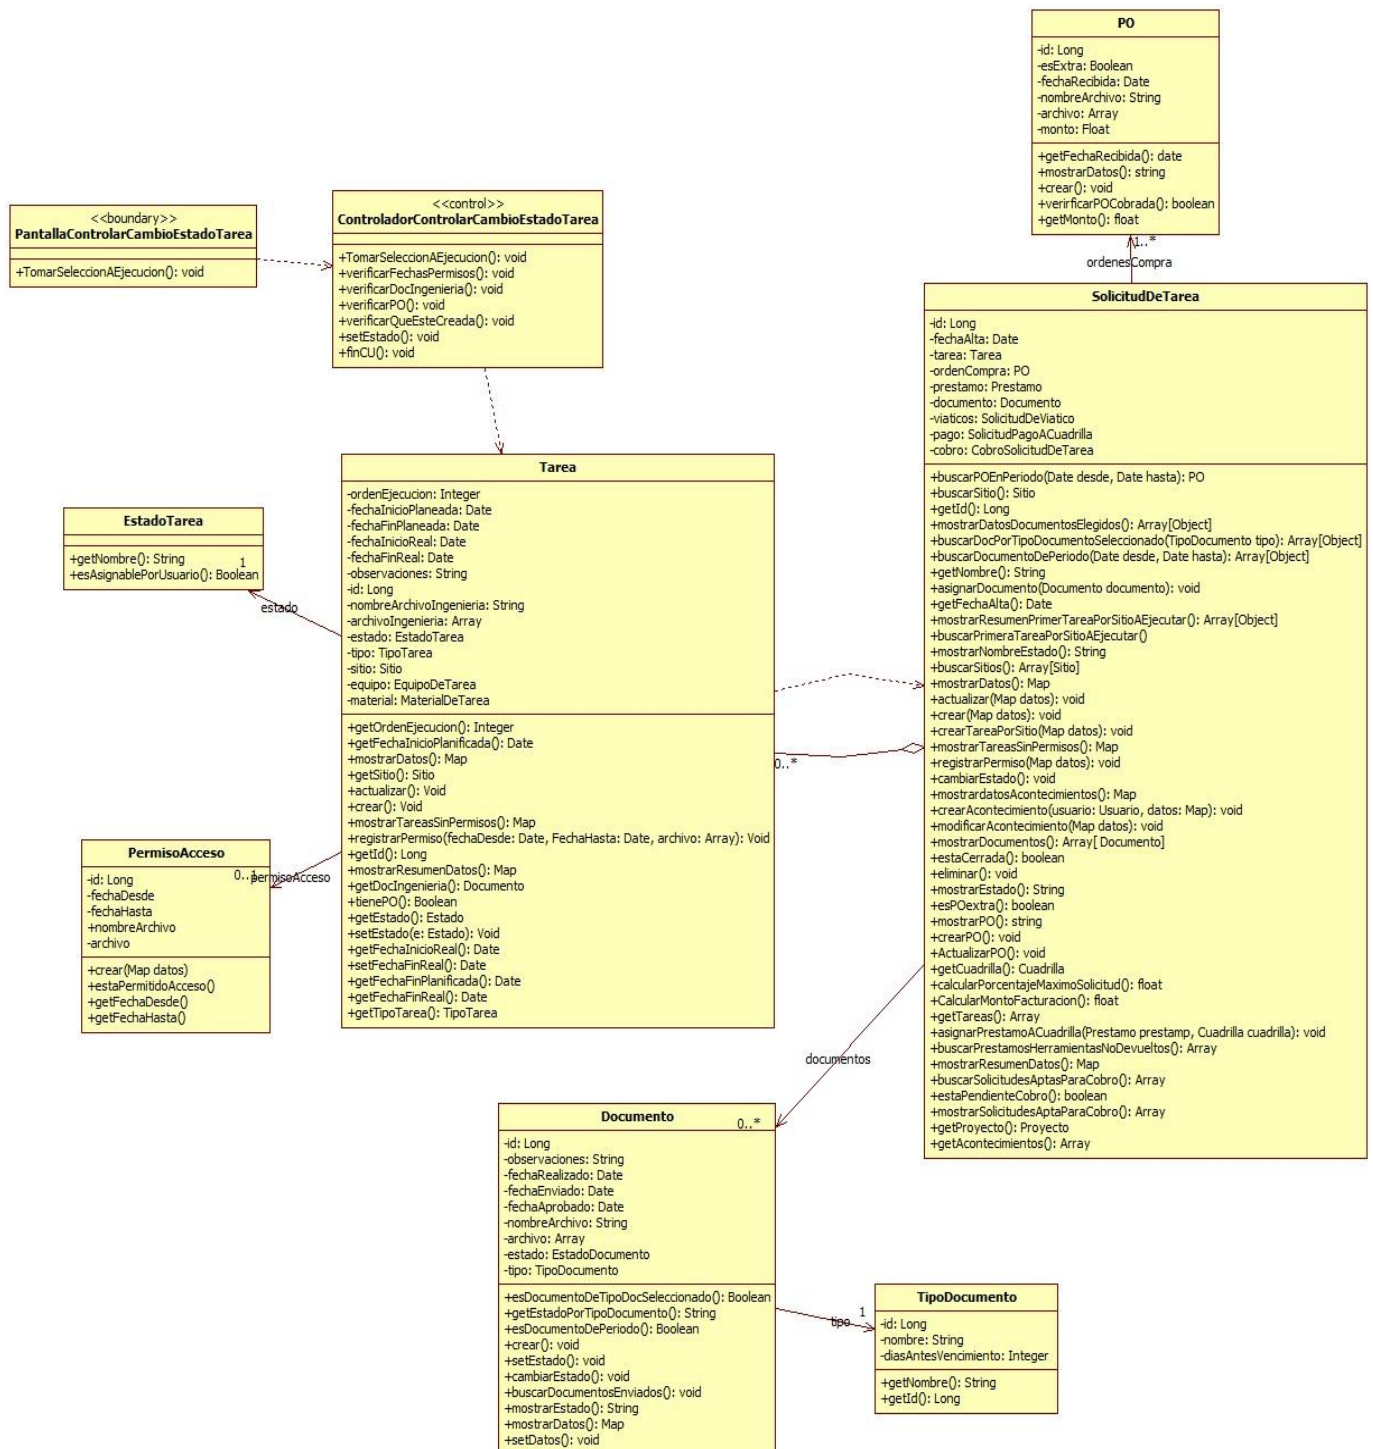 PO
-id: Long
-esExtra: Boolean
-fechaRecibida: Date
-nombreArchivo: String
-archivo: Array
-monto: Float
+getFechaRecibida(): date
+mostrarDatos(): string
+crear(): void
+verirficarPOCobrada(): boolean
+getMonto(): float
1..*
ordenesCompra
<<boundary>>
PantallaControlarCambioEstadoTarea
+TomarSeleccionAEjecucion(): void
<<control>>
ControladorControlarCambioEstadoTarea
+TomarSeleccionAEjecucion(): void
+verificarFechasPermisos(): void
+verificarDocIngenieria(): void
+verificarPO(): void
+verificarQueEsteCreada(): void
+setEstado(): void
+finCU(): void
SolicitudDeTarea
-id: Long
-fechaAlta: Date
-tarea: Tarea
-ordenCompra: PO
-prestamo: Prestamo
-documento: Documento
-viaticos: SolicitudDeViatico
-pago: SolicitudPagoACuadrilla
-cobro: CobroSolicitudDeTarea
+buscarPOEnPeriodo(Date desde, Date hasta): PO
+buscarSitio(): Sitio
+getId(): Long
+mostrarDatosDocumentosElegidos(): Array[Object]
+buscarDocPorTipoDocumentoSeleccionado(TipoDocumento tipo): Array[Object]
+buscarDocumentoDePeriodo(Date desde, Date hasta): Array[Object]
+getNombre(): String
+asignarDocumento(Documento documento): void
+getFechaAlta(): Date
+mostrarResumenPrimerTareaPorSitioAEjecutar(): Array[Object]
+buscarPrimeraTareaPorSitioAEjecutar()
+mostrarNombreEstado(): String
+buscarSitios(): Array[Sitio]
+mostrarDatos(): Map
+actualizar(Map datos): void
+crear(Map datos): void
+crearTareaPorSitio(Map datos): void
+mostrarTareasSinPermisos(): Map
+registrarPermiso(Map datos): void
+cambiarEstado(): void
+mostrardatosAcontecimientos(): Map
+crearAcontecimiento(usuario: Usuario, datos: Map): void
+modificarAcontecimiento(Map datos): void
+mostrarDocumentos(): Array[ Documento]
+estaCerrada(): boolean
+eliminar(): void
+mostrarEstado(): String
+esPOextra(): boolean
+mostrarPO(): string
+crearPO(): void
+ActualizarPO(): void
+getCuadrilla(): Cuadrilla
+calcularPorcentajeMaximoSolicitud(): float
+CalcularMontoFacturacion(): float
+getTareas(): Array
+asignarPrestamoACuadrilla(Prestamo prestamp, Cuadrilla cuadrilla): void
+buscarPrestamosHerramientasNoDevueltos(): Array
+mostrarResumenDatos(): Map
+buscarSolicitudesAptasParaCobro(): Array
+estaPendienteCobro(): boolean
+mostrarSolicitudesAptaParaCobro(): Array
+getProyecto(): Proyecto
+getAcontecimientos(): Array
Tarea
-ordenEjecucion: Integer
-fechaInicioPlaneada: Date
-fechaFinPlaneada: Date
-fechaInicioReal: Date
-fechaFinReal: Date
-observaciones: String
-id: Long
-nombreArchivoIngenieria: String
-archivoIngenieria: Array
-estado: EstadoTarea
-tipo: TipoTarea
-sitio: Sitio
-equipo: EquipoDeTarea
-material: MaterialDeTarea
+getOrdenEjecucion(): Integer
+getFechaInicioPlanificada(): Date
+mostrarDatos(): Map
+getSitio(): Sitio
+actualizar(): Void
+crear(): Void
+mostrarTareasSinPermisos(): Map
+registrarPermiso(fechaDesde: Date, FechaHasta: Date, archivo: Array): Void
+getId(): Long
+mostrarResumenDatos(): Map
+getDocIngenieria(): Documento
+tienePO(): Boolean
+getEstado(): Estado
+setEstado(e: Estado): Void
+getFechaInicioReal(): Date
+setFechaFinReal(): Date
+getFechaFinPlanificada(): Date
+getFechaFinReal(): Date
+getTipoTarea(): TipoTarea
0..*
EstadoTarea
+getNombre(): String
+esAsignablePorUsuario(): Boolean
1
estado
PermisoAcceso
-id: Long
-fechaDesde
-fechaHasta
+nombreArchivo
-archivo
+crear(Map datos)
+estaPermitidoAcceso()
+getFechaDesde()
+getFechaHasta()
0..1
permisoAcceso
documentos
0..*
Documento
-id: Long
-observaciones: String
-fechaRealizado: Date
-fechaEnviado: Date
-fechaAprobado: Date
-nombreArchivo: String
-archivo: Array
-estado: EstadoDocumento
-tipo: TipoDocumento
+esDocumentoDeTipoDocSeleccionado(): Boolean
+getEstadoPorTipoDocumento(): String
+esDocumentoDePeriodo(): Boolean
+crear(): void
+setEstado(): void
+cambiarEstado(): void
+buscarDocumentosEnviados(): void
+mostrarEstado(): String
+mostrarDatos(): Map
+setDatos(): void
tipo
1
TipoDocumento
-id: Long
-nombre: String
-diasAntesVencimiento: Integer
+getNombre(): String
+getId(): Long